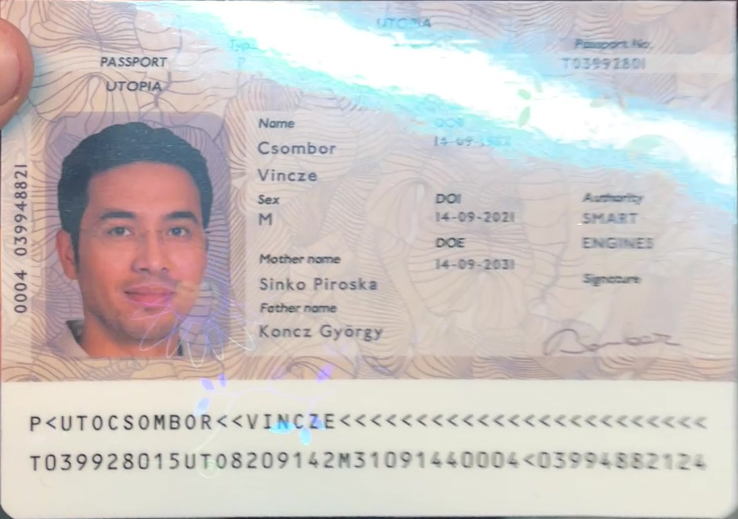 UTOPIA
PASSPORT
UTOPIA
Type
P
Passport No.
T03992801
Name
Csombor
Vincze
DOB
14-09-1982
Sex
M
DOI
14-09-2021
Authority
SMART
ENGINES
DOE
14-09-2031
Mother name
Sinko Piroska
Signature
Father name
Koncz György
0004 039948821
P<UTOCSOMBOR<<VINCZE<<<<<<<<<<<<<<<<<<<<<<<<
T039928015UTO8209142M31091440004<03994882124